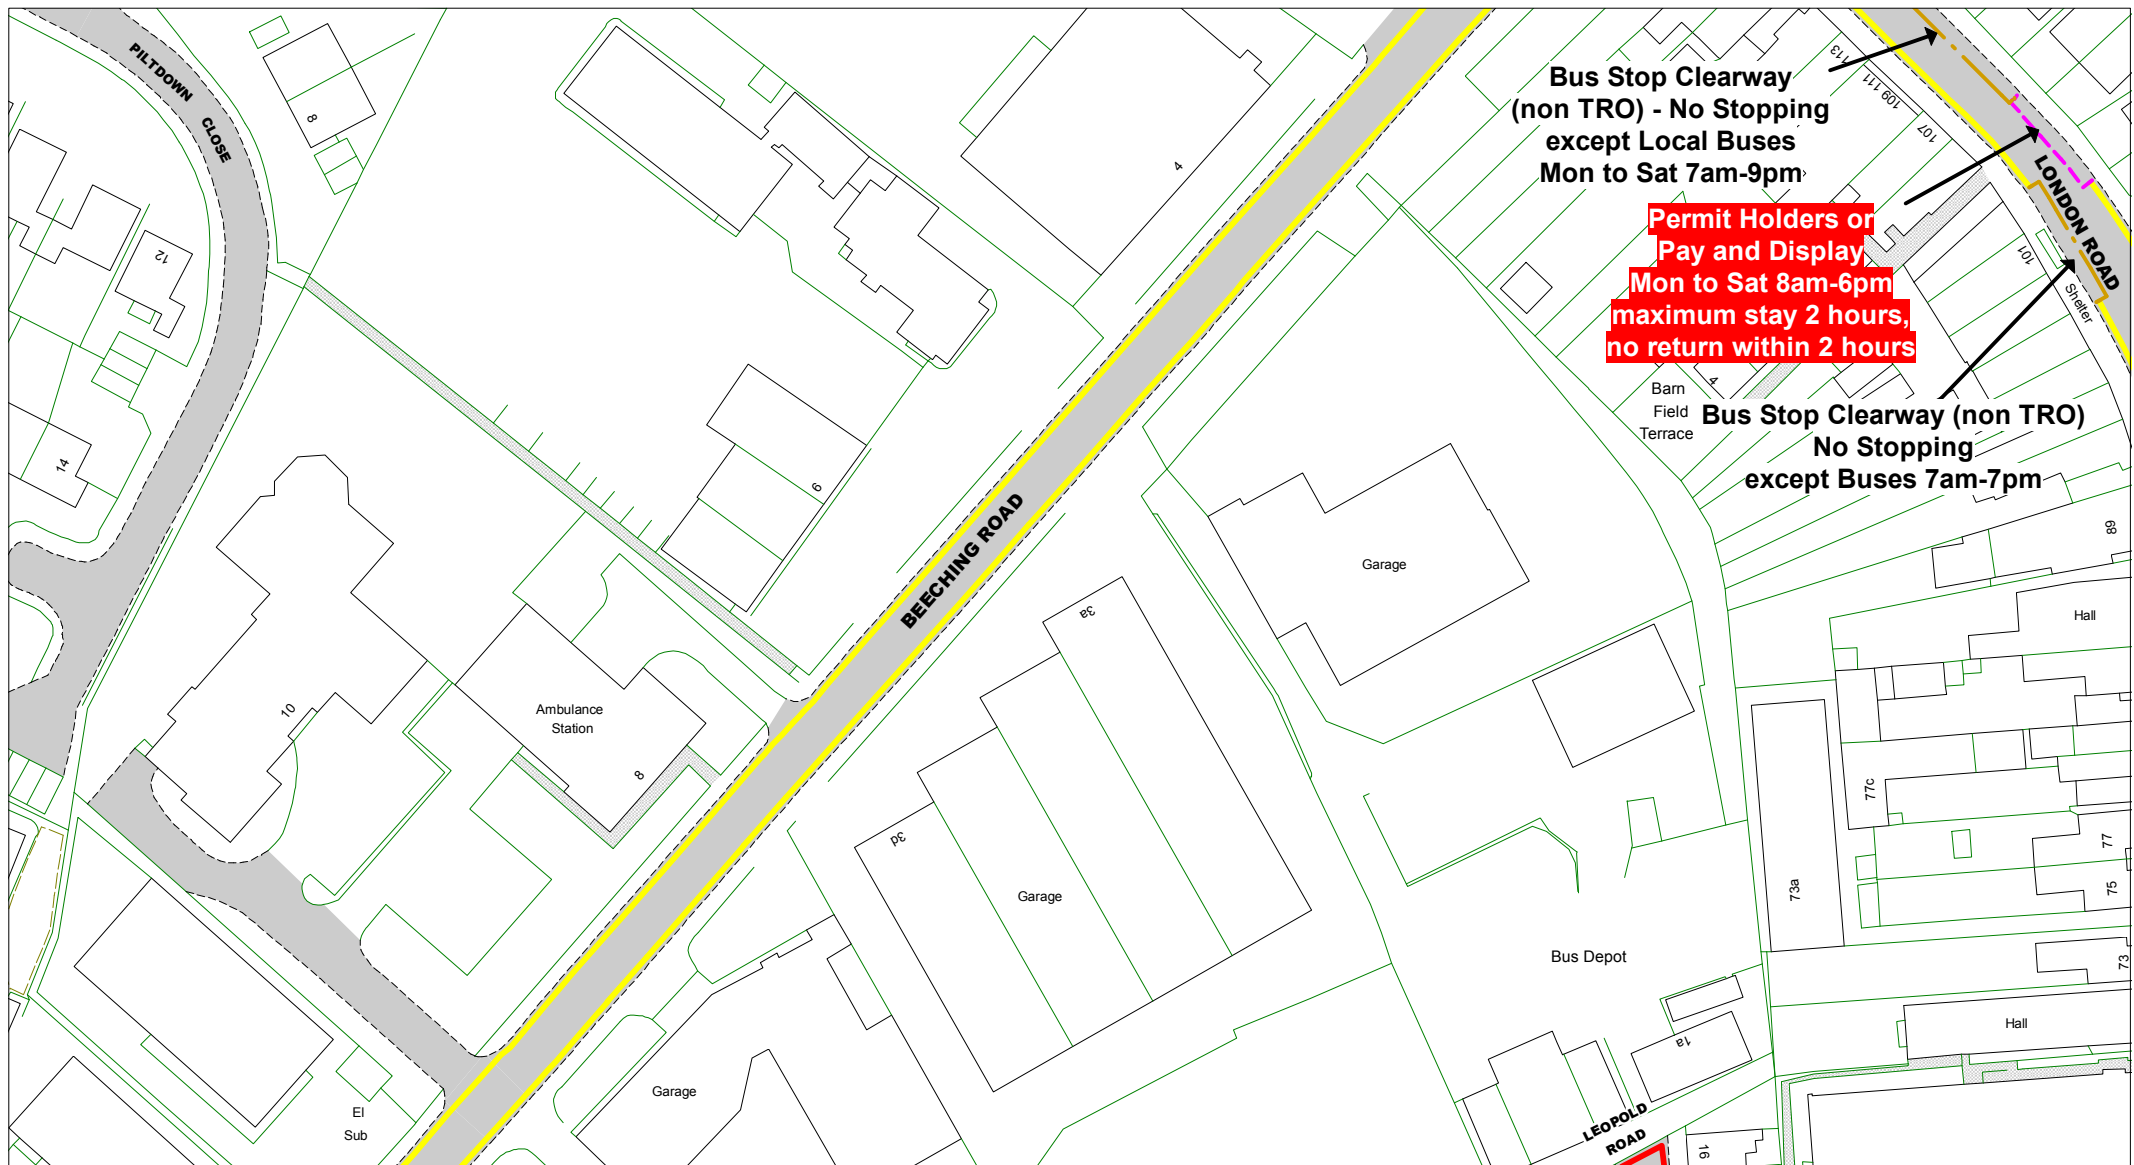 PILTDOWN
CLOSE
8
12
14
10
4
6
BEECHING ROAD
Ambulance
Station
8
Garage
3a
3d
Garage
Garage
El
Sub
113
109 111
107
101
LONDON ROAD
Shelter
Bus Stop Clearway
(non TRO) - No Stopping
except Local Buses
Mon to Sat 7am-9pm
Permit Holders or
Pay and Display
Mon to Sat 8am-6pm
maximum stay 2 hours,
no return within 2 hours
4
Barn
Field
Terrace
Bus Stop Clearway (non TRO)
No Stopping
except Buses 7am-7pm
89
Hall
77c
77
75
73a
73
Bus Depot
Hall
1a
LEOPOLD
ROAD
16